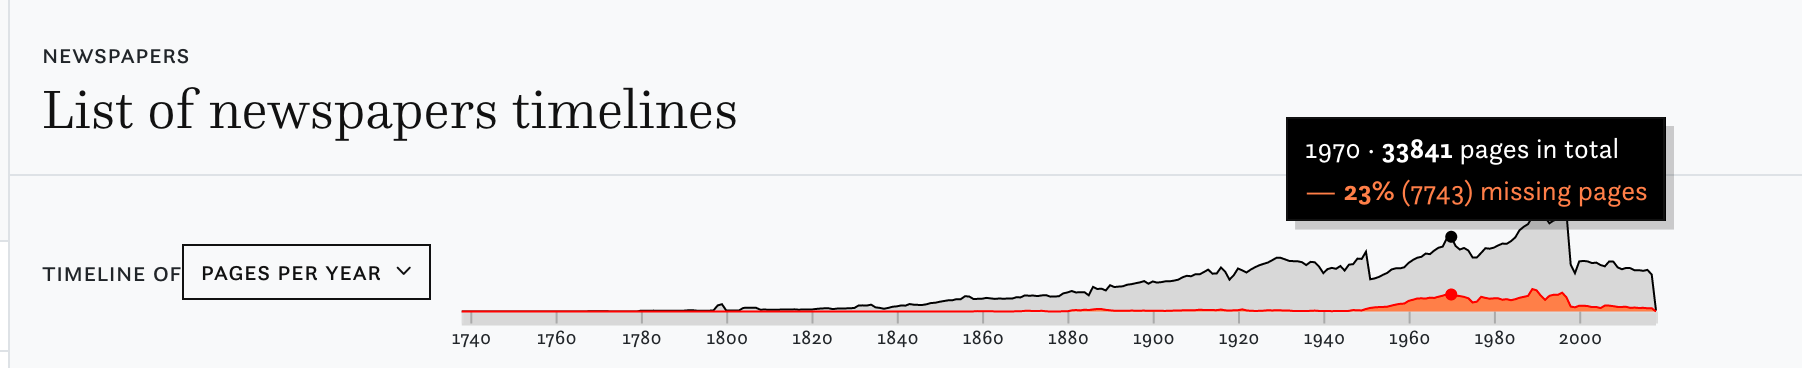 NEWSPAPERS
List of newspapers timelines
1970 · 33841 pages in total
— 23% (7743) missing pages
TIMELINE OF PAGES PER YEAR
1740 1760 1780 1800 1820 1840 1860 1880 1900 1920 1940 1960 1980 2000